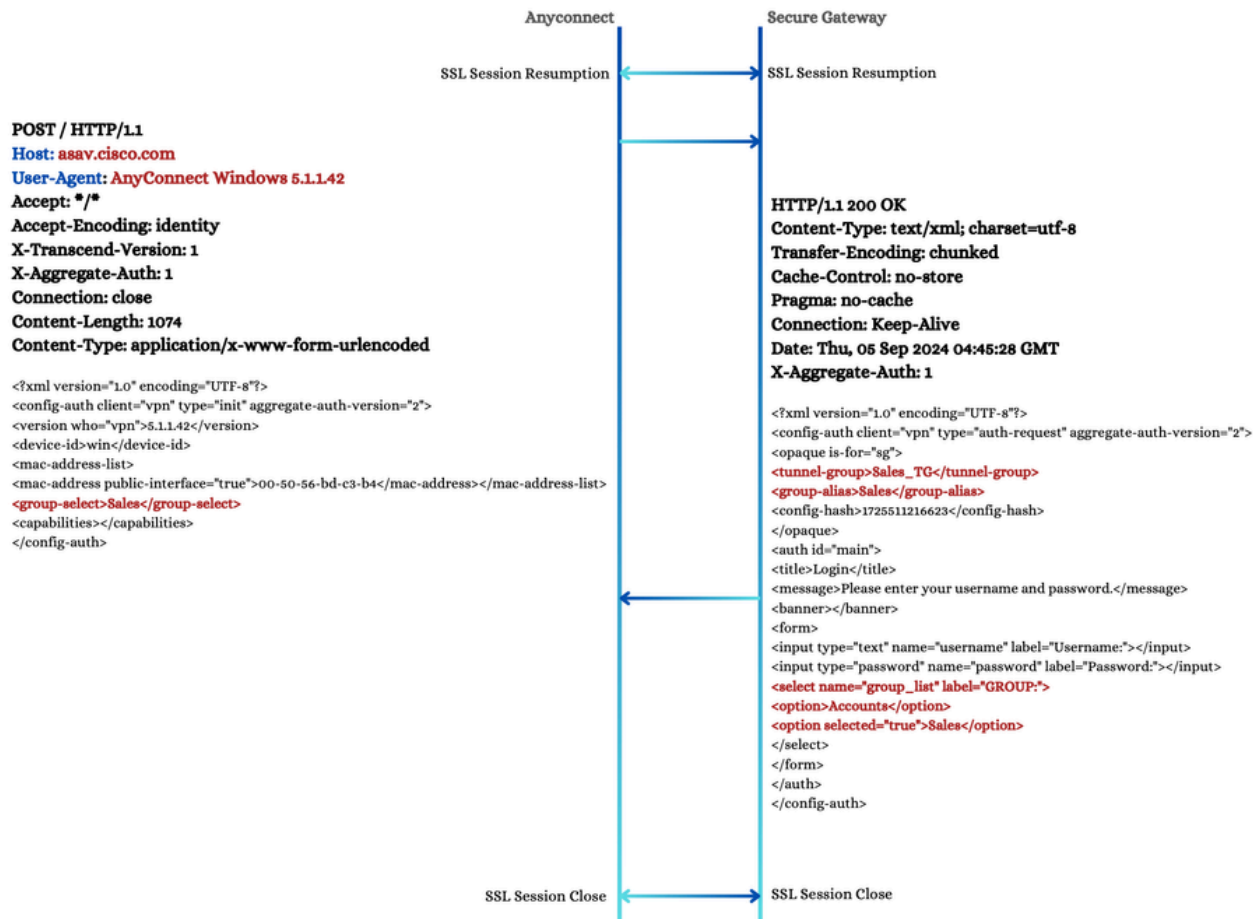 Anyconnect
Secure Gateway
SSL Session Resumption
SSL Session Resumption
POST / HTTP/1.1
Host: asav.cisco.com
User-Agent: AnyConnect Windows 5.1.1.42
Accept: */*
Accept-Encoding: identity
X-Transcend-Version: 1
X-Aggregate-Auth: 1
Connection: close
Content-Length: 1074
Content-Type: application/x-www-form-urlencoded
<?xml version="1.0" encoding="UTF-8"?>
<config-auth client="vpn" type="init" aggregate-auth-version="2">
<version who="vpn">5.1.1.42</version>
<device-id>win</device-id>
<mac-address-list>
<mac-address public-interface="true">00-50-56-bd-c3-b4</mac-address></mac-address-list>
<group-select>Sales</group-select>
<capabilities></capabilities>
</config-auth>
HTTP/1.1 200 OK
Content-Type: text/xml; charset=utf-8
Transfer-Encoding: chunked
Cache-Control: no-store
Pragma: no-cache
Connection: Keep-Alive
Date: Thu, 05 Sep 2024 04:45:28 GMT
X-Aggregate-Auth: 1
<?xml version="1.0" encoding="UTF-8"?>
<config-auth client="vpn" type="auth-request" aggregate-auth-version="2">
<opaque is-for="sg">
<tunnel-group>Sales_TG</tunnel-group>
<group-alias>Sales</group-alias>
<config-hash>1725511216623</config-hash>
</opaque>
<auth id="main">
<title>Login</title>
<message>Please enter your username and password.</message>
<banner></banner>
<form>
<input type="text" name="username" label="Username:"></input>
<input type="password" name="password" label="Password:"></input>
<select name="group_list" label="GROUP:">
<option>Accounts</option>
<option selected="true">Sales</option>
</select>
</form>
</auth>
</config-auth>
SSL Session Close
SSL Session Close